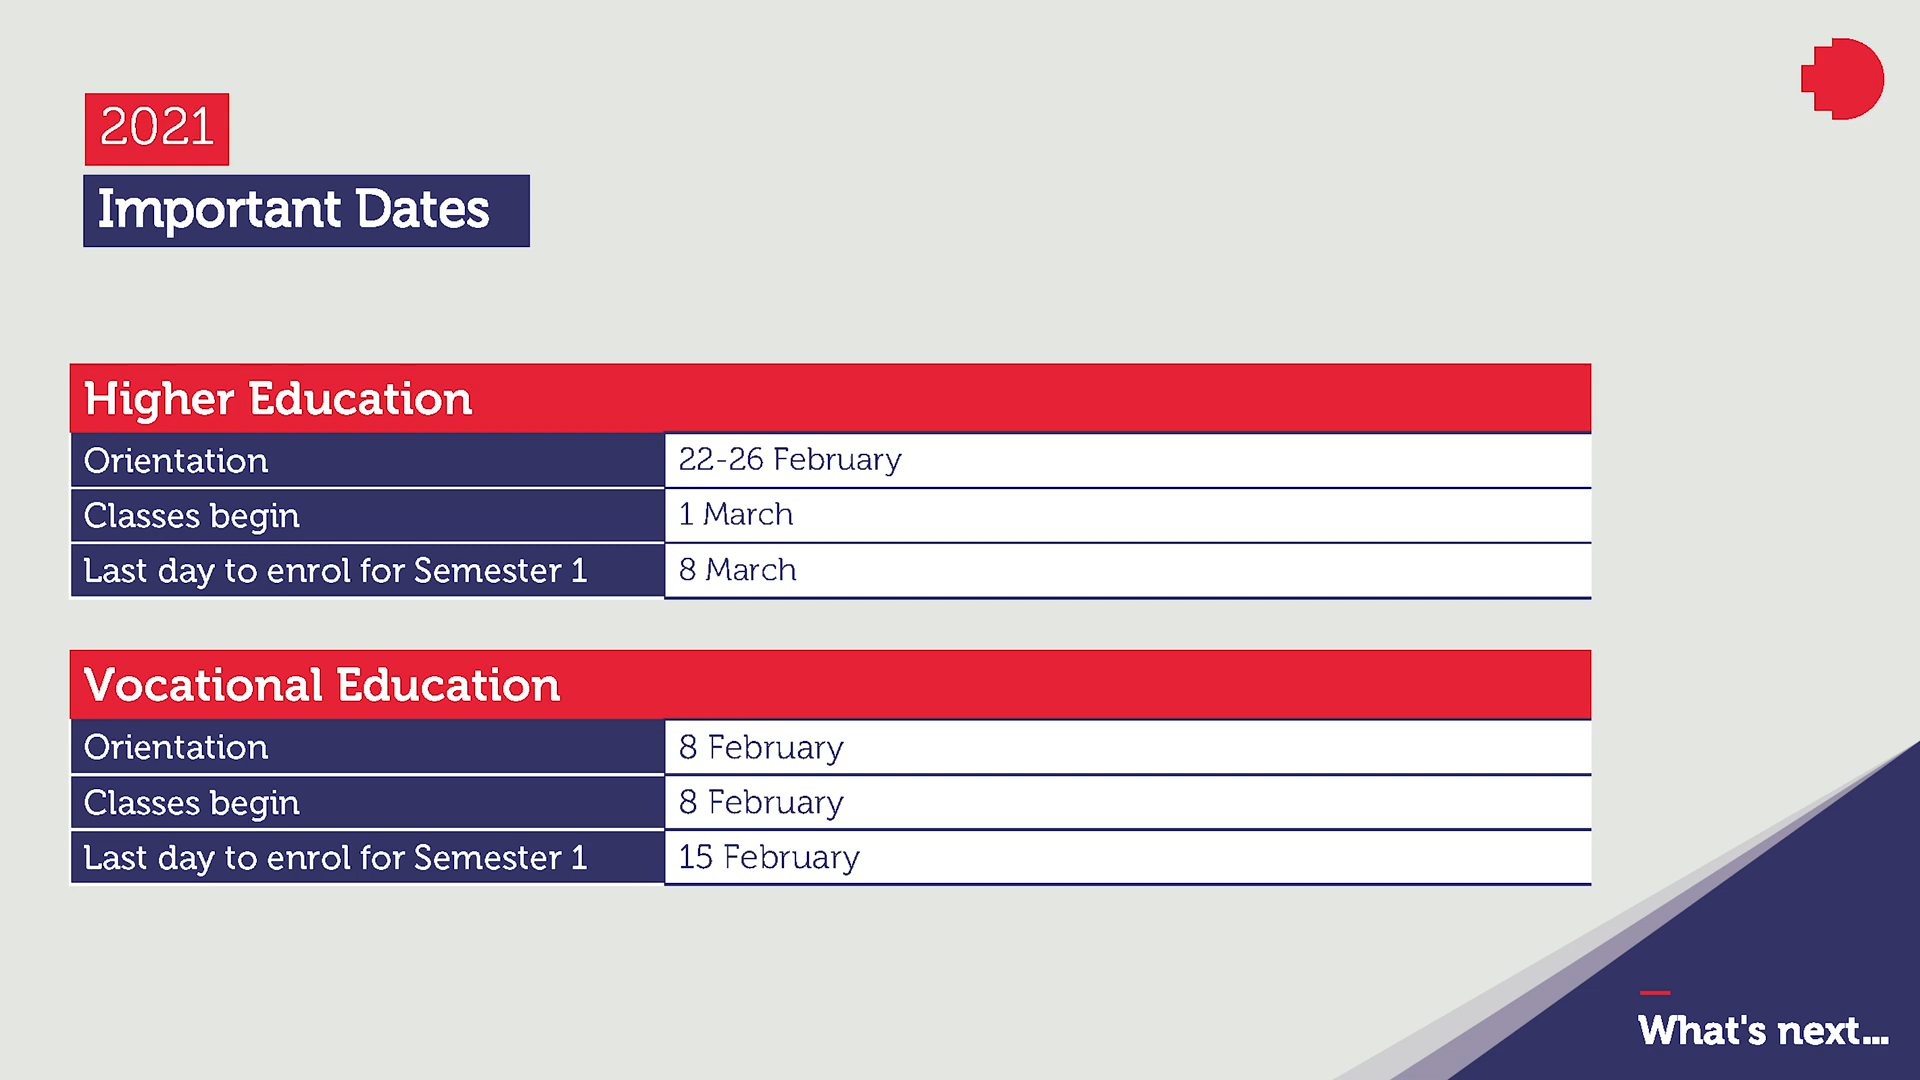 2021
Important Dates
Higher Education
Orientation 22-26 February
Classes begin 1 March
Last day to enrol for Semester 1 8 March
Vocational Education
Orientation 8 February
Classes begin 8 February
Last day to enrol for Semester 1 15 February
What's next...